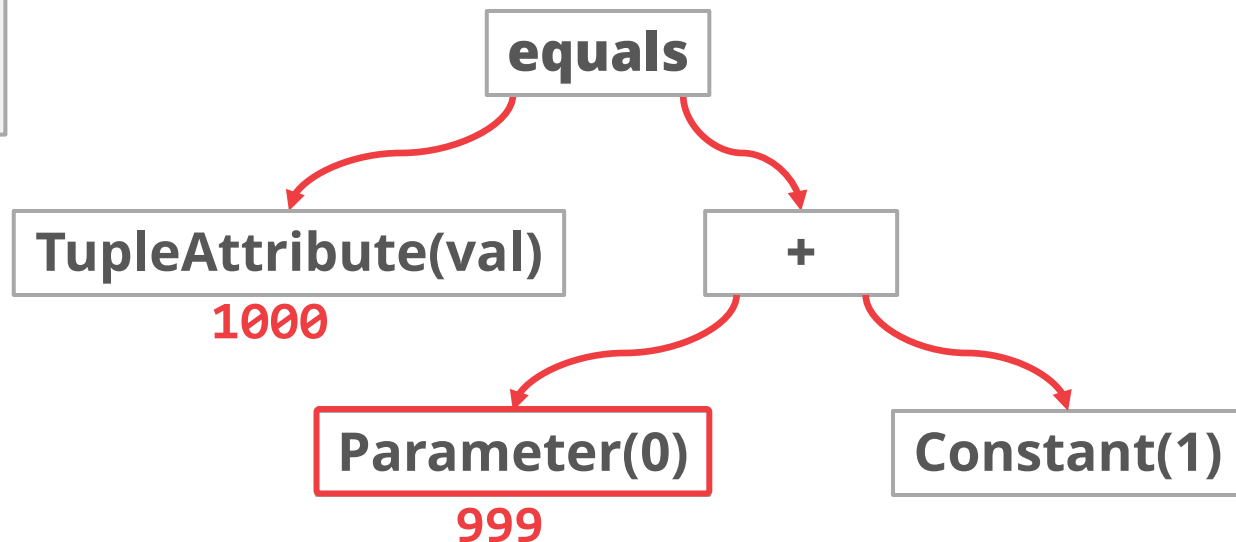 equals
TupleAttribute(val)
+
1000
Parameter(0)
Constant(1)
999